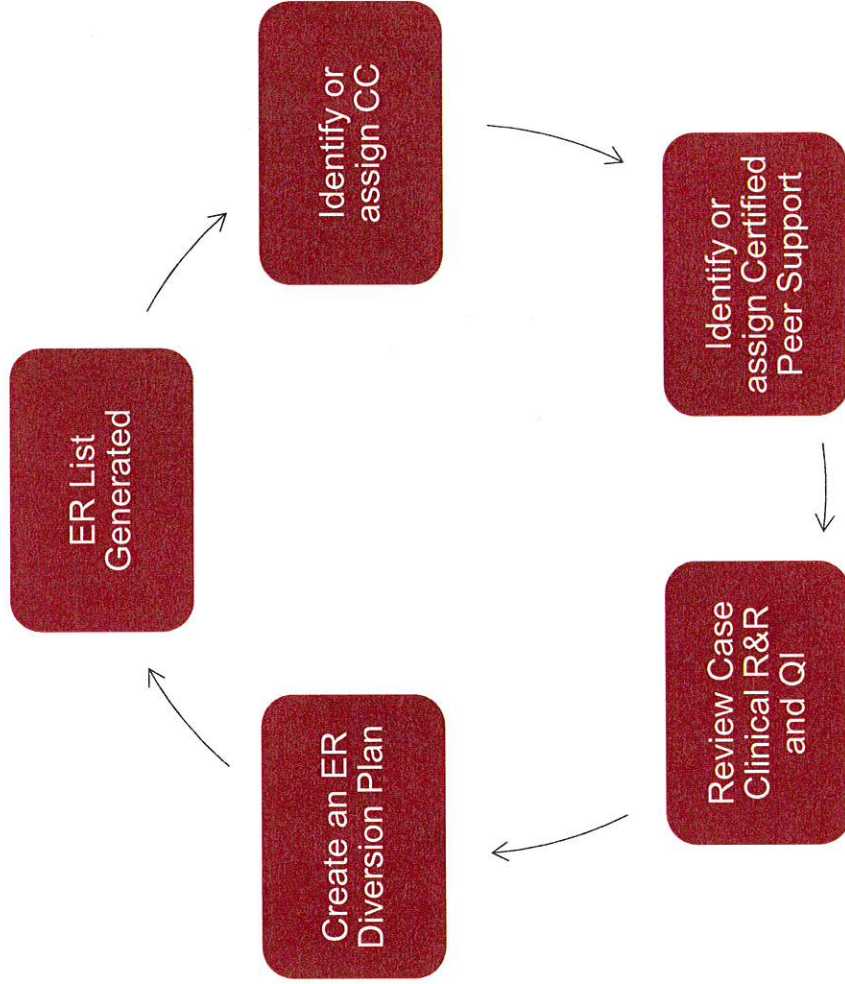 ER List
Generated
Identify or
assign CC
Identify or
assign Certified
Peer Support
Review Case
Clinical R&R
and QI
Create an ER
Diversion Plan